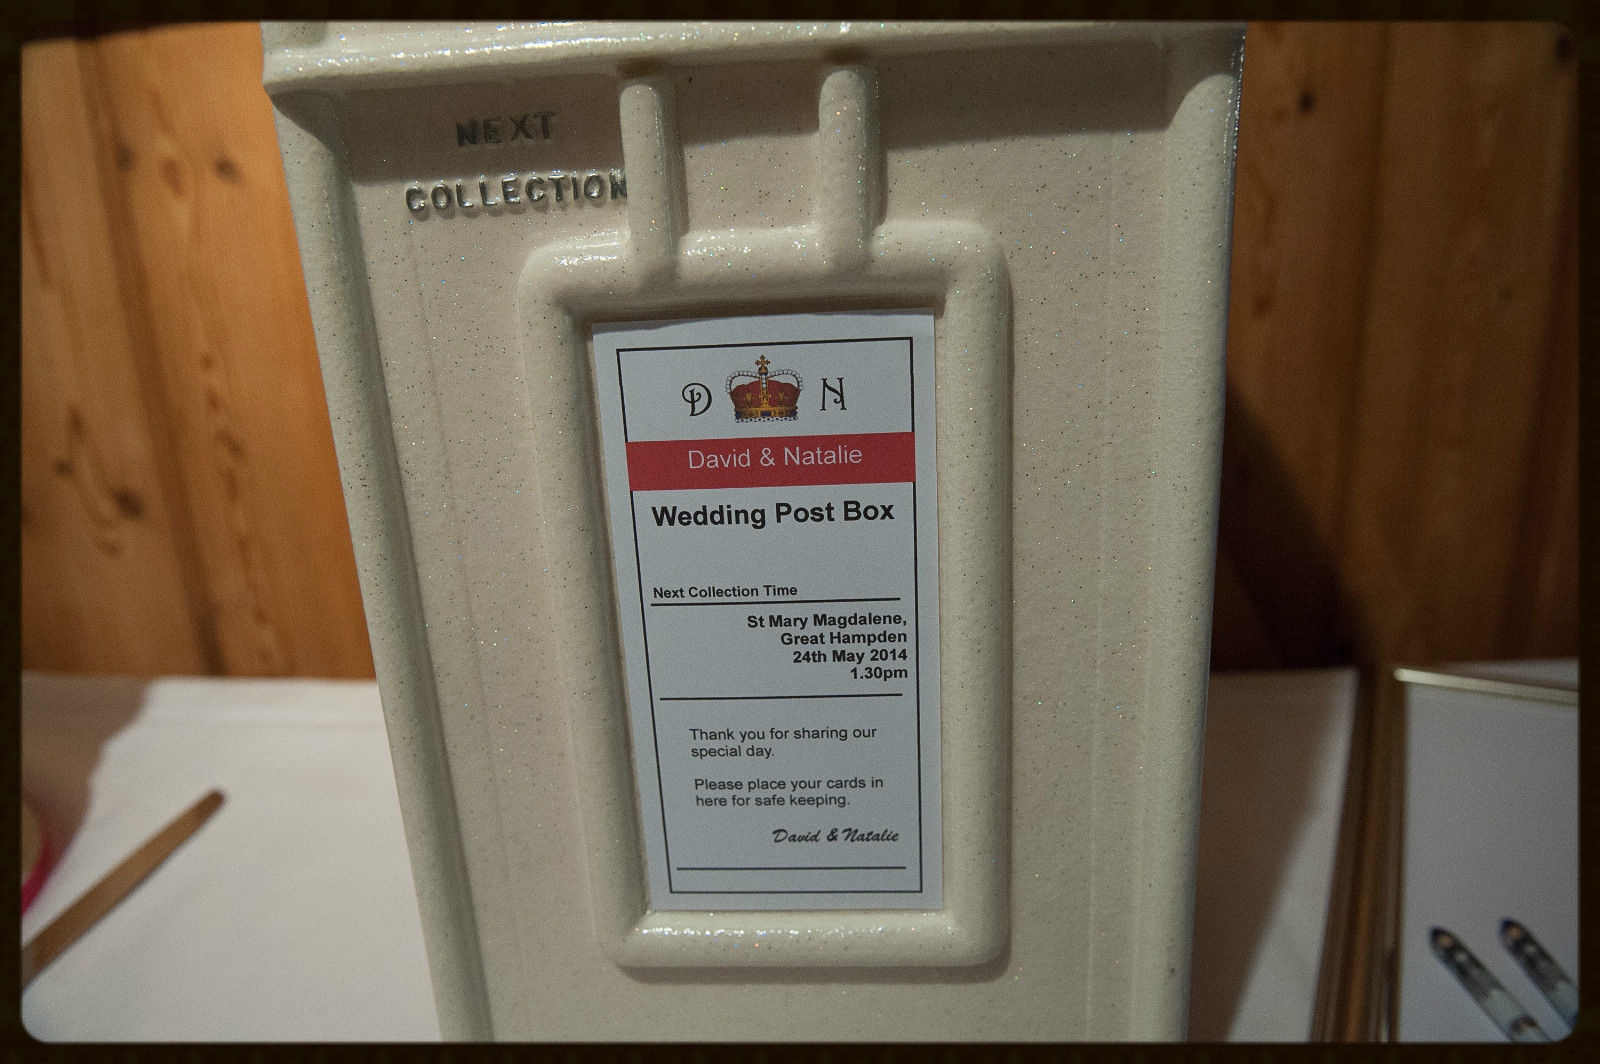 NEXT
COLLECTION
D N
David & Natalie
Wedding Post Box
Next Collection Time
St Mary Magdalene,
Great Hampden
24th May 2014
1.30pm
Thank you for sharing our
special day.
Please place your cards in
here for safe keeping.
David & Natalie